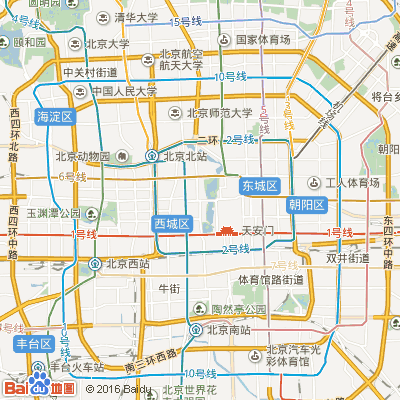 圆明园
清华大学
15号线
颐和园
北京大学
国家体育场
北京航空
航天大学
中关村街道
10号线
中国人民大学
海淀区
北京师范大学
机场线
将台乡
5号线
西四环北路
二环
2号线
北京动物园
北京北站
6号线
东城区
工人体育场
朝阳
朝阳区
玉渊潭公园
西城区
天安门
1号线
1号线
2号线
双井街道
西四环中路
东四环中路
北京西站
7号线
体育馆路街道
牛街
陶然亭公园
10号线
北京南站
丰台区
南三环西路
北京汽车光
彩体育馆
丰台火车站
10号线
Baidu地图
© 2016 Baidu
北京世界花